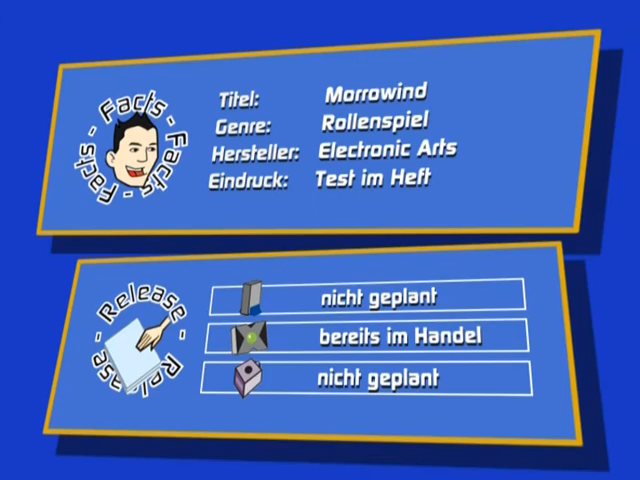 Facts - Facts - Facts -
Titel: Morrowind
Genre: Rollenspiel
Hersteller: Electronic Arts
Eindruck: Test im Heft
Release - Release -
nicht geplant
bereits im Handel
nicht geplant